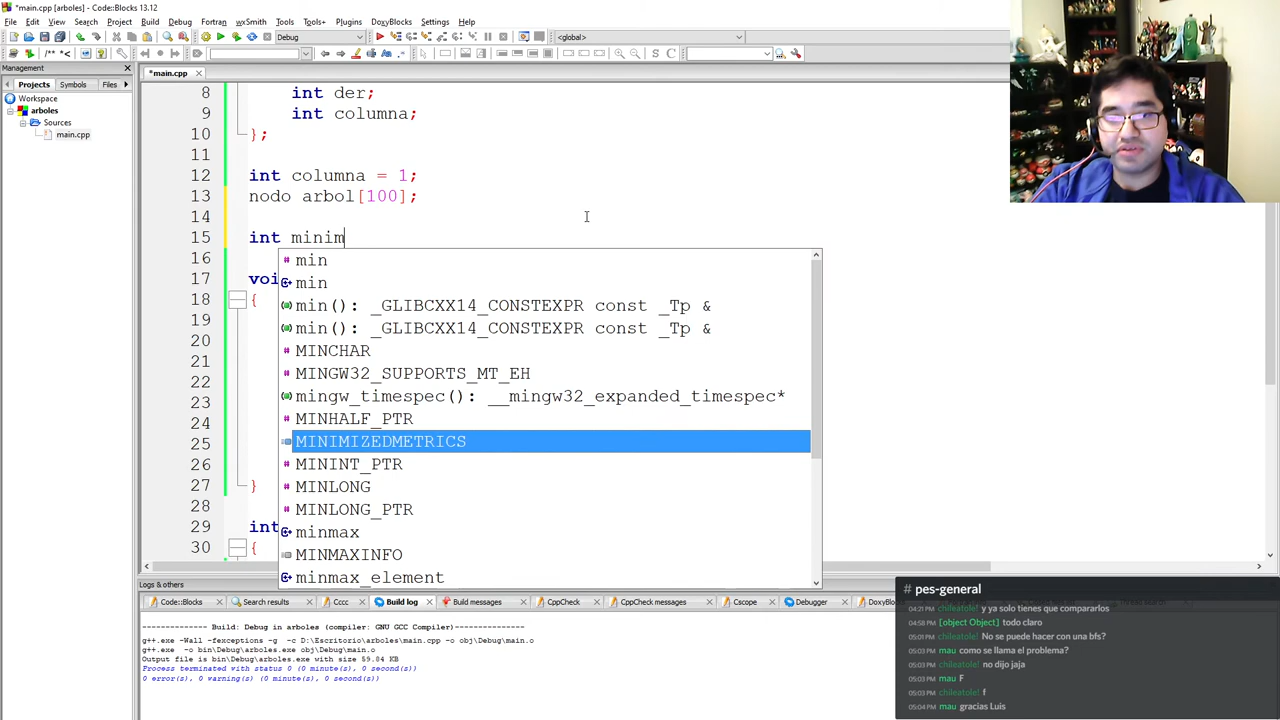 *main.cpp [arboles] - Code::Blocks 13.12
File Edit View Search Project Build Debug Fortran wxSmith Tools Tools+ Plugins DoxyBlocks Settings Help
Debug
<global>
/** *<
Management
Projects Symbols Files
Workspace
arboles
Sources
main.cpp
*main.cpp
8 int der;
9 int columna;
10 };
11
12 int columna = 1;
13 nodo arbol[100];
14
15 int minim
16
17 voi
18 {
19
20
21
22
23
24
25
26
27 }
28
29 int
30 {
min
min
min(): _GLIBCXX14_CONSTEXPR const _Tp &
min(): _GLIBCXX14_CONSTEXPR const _Tp &
MINCHAR
MINGW32_SUPPORTS_MT_EH
mingw_timespec(): __mingw32_expanded_timespec*
MINHALF_PTR
MINIMIZEDMETRICS
MININT_PTR
MINLONG
MINLONG_PTR
minmax
MINMAXINFO
minmax_element
Logs & others
Code::Blocks Search results Cccc Build log Build messages CppCheck CppCheck messages Cscope Debugger DoxyBlocks
-------------- Build: Debug in arboles (compiler: GNU GCC Compiler)---------------
g++.exe -Wall -fexceptions -g -c D:\Escritorio\arboles\main.cpp -o obj\Debug\main.o
g++.exe -o bin\Debug\arboles.exe obj\Debug\main.o
Output file is bin\Debug\arboles.exe with size 59.84 KB
Process terminated with status 0 (0 minute(s), 0 second(s))
0 error(s), 0 warning(s) (0 minute(s), 0 second(s))
# pes-general
04:21 PM chileatole! y ya solo tienes que compararlos
04:58 PM [object Object] todo claro
05:01 PM chileatole! No se puede hacer con una bfs?
05:03 PM mau como se llama el problema?
05:03 PM chileatole! no dijo jaja
05:03 PM mau F
05:03 PM chileatole! f
05:04 PM mau gracias Luis